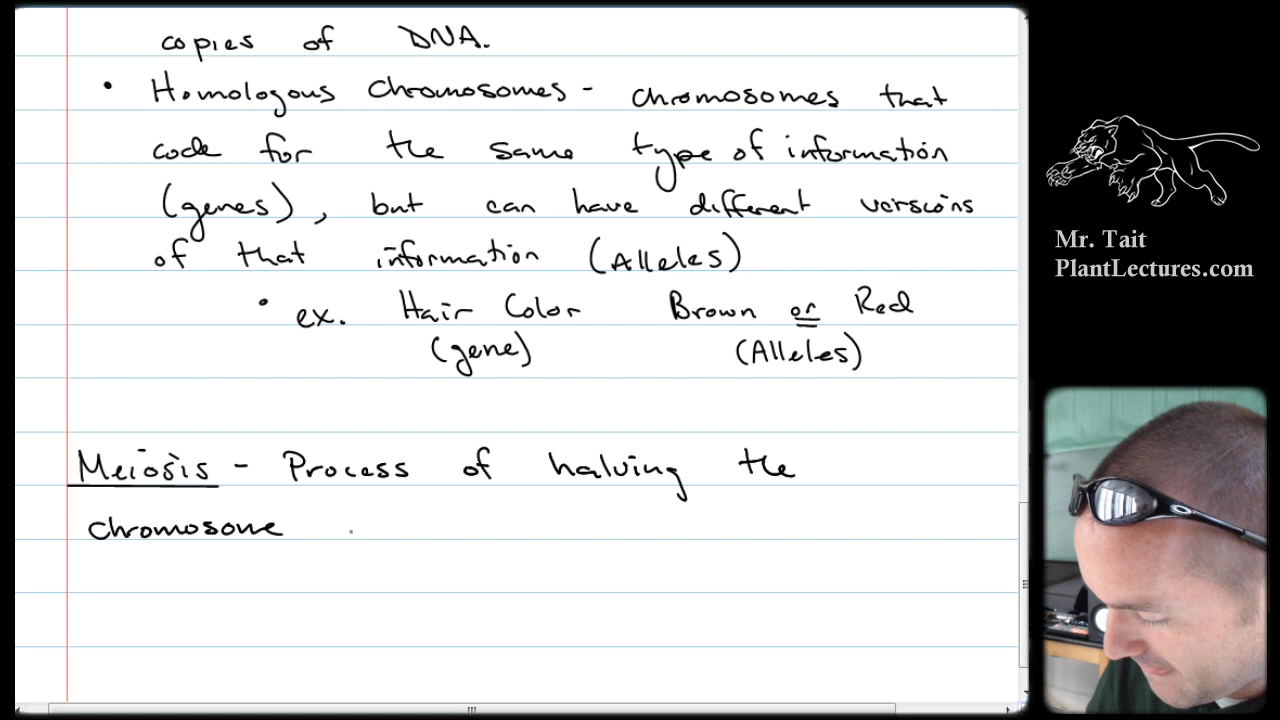 copies of DNA.
• Homologous Chromosomes - chromosomes that
code for the same type of information
(genes), but can have different versions
of that information (Alleles)
• ex. Hair Color Brown or Red
(gene) (Alleles)
Meiosis - Process of halving the
chromosome
Mr. Tait
PlantLectures.com